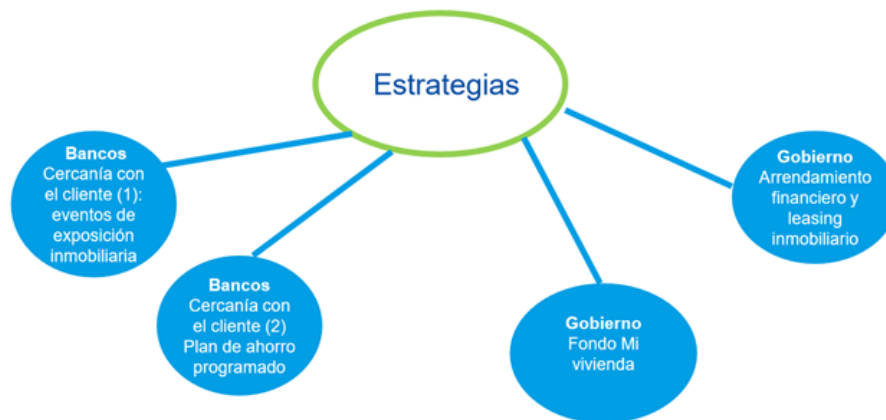 Estrategias
Bancos
Cercanía con
el cliente (1):
eventos de
exposición
inmobiliaria
Bancos
Cercanía con
el cliente (2)
Plan de ahorro
programado
Gobierno
Fondo Mi
vivienda
Gobierno
Arrendamiento
financiero y
leasing
inmobiliario